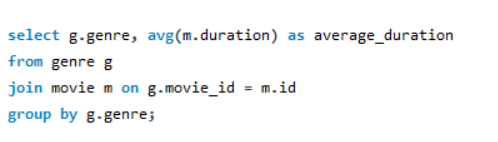 select g.genre, avg(m.duration) as average_duration
from genre g
join movie m on g.movie_id = m.id
group by g.genre;